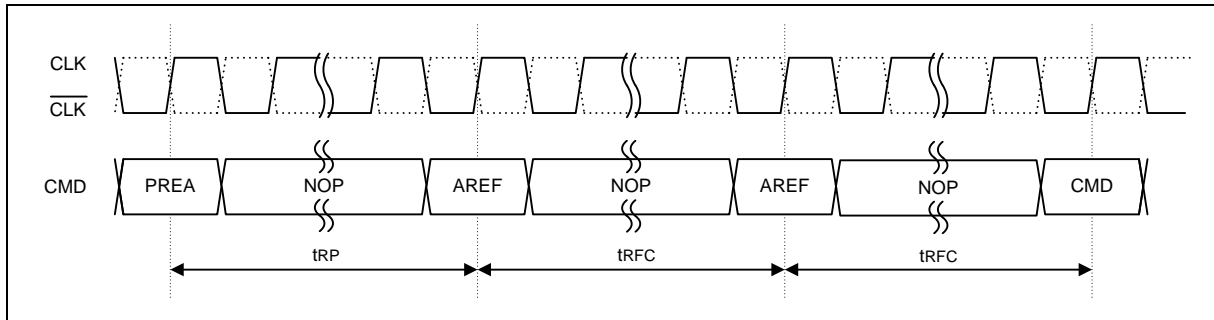 CLK
CLK
CMD
PREA
NOP
AREF
NOP
AREF
NOP
CMD
tRP
tRFC
tRFC